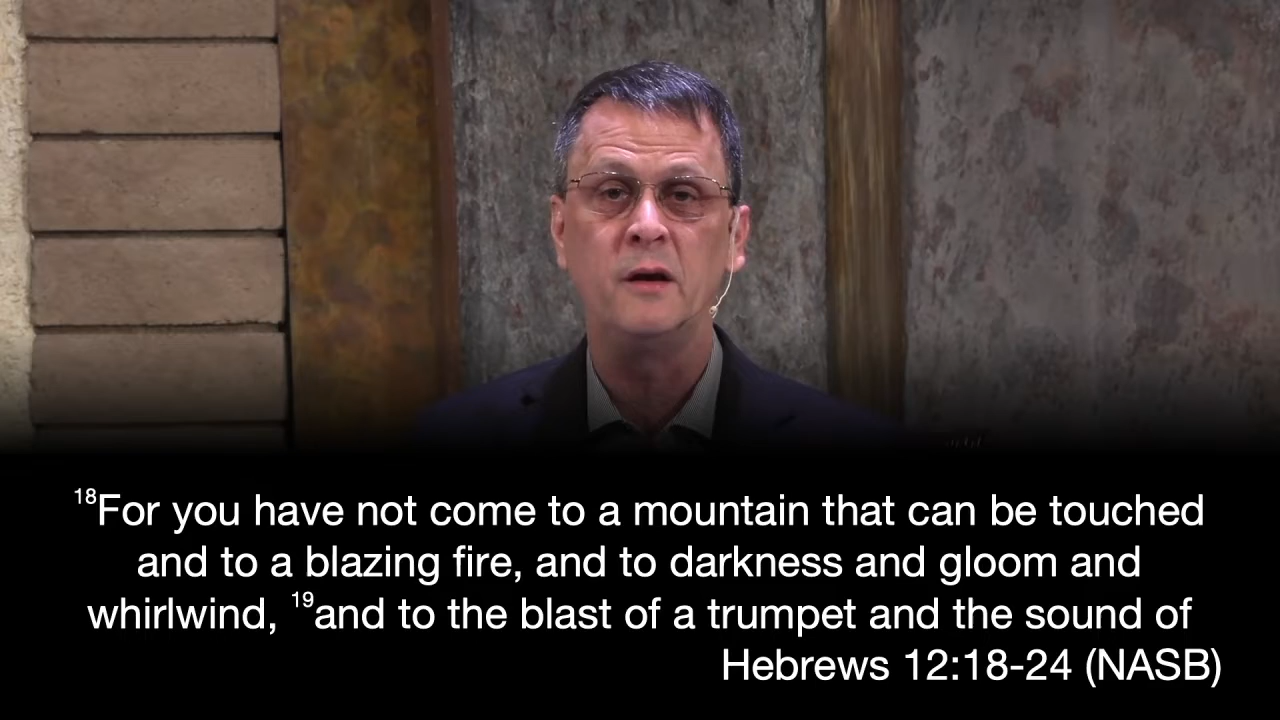 18For you have not come to a mountain that can be touched
and to a blazing fire, and to darkness and gloom and
whirlwind, 19and to the blast of a trumpet and the sound of
Hebrews 12:18-24 (NASB)